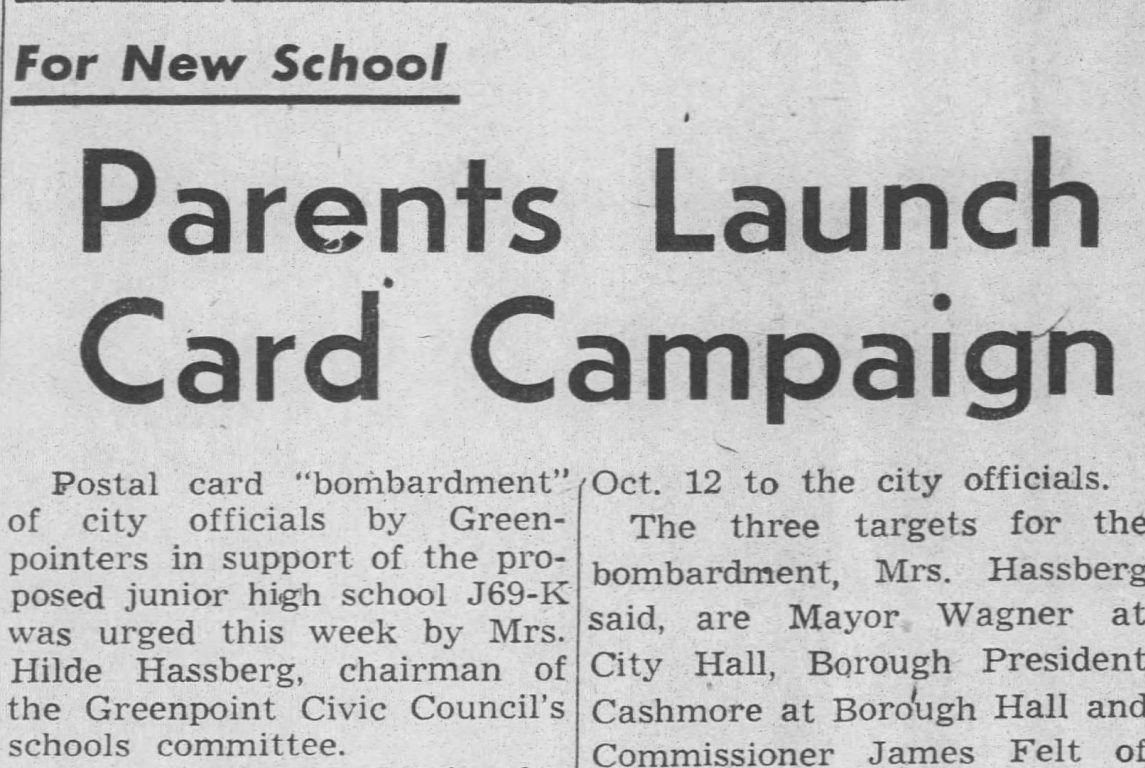 For New School
Parents Launch
Card Campaign
Postal card "bombardment"
of city officials by Green-
pointers in support of the pro-
posed junior high school J69-K
was urged this week by Mrs.
Hilde Hassberg, chairman of
the Greenpoint Civic Council's
schools committee.
Oct. 12 to the city officials.
The three targets for the
bombardment, Mrs. Hassberg
said, are Mayor Wagner at
City Hall, Borough President
Cashmore at Borough Hall and
Commissioner James Felt of